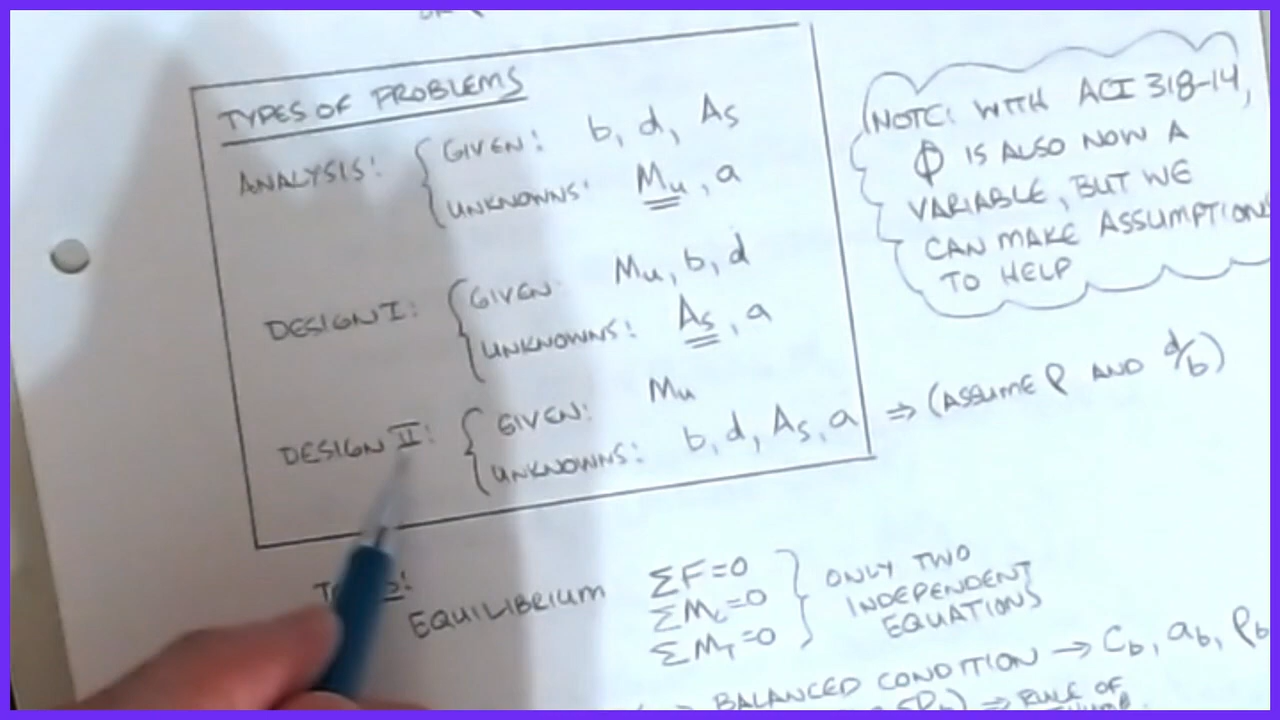 TYPES OF PROBLEMS
ANALYSIS: { GIVEN: b, d, As
UNKNOWNS: Mu, a
DESIGN I: { GIVEN: Mu, b, d
UNKNOWNS: As, a
DESIGN II: { GIVEN: Mu
UNKNOWNS: b, d, As, a ⇒ (ASSUME ρ AND d/b)
NOTE: WITH ACI 318-14,
Φ IS ALSO NOW A
VARIABLE, BUT WE
CAN MAKE ASSUMPTIONS
TO HELP
EQUILIBRIUM
ΣF=0
ΣMc=0
ΣMT=0
} ONLY TWO
INDEPENDENT
EQUATIONS
BALANCED CONDITION → Cb, ab, ρb
⇒ RULE OF